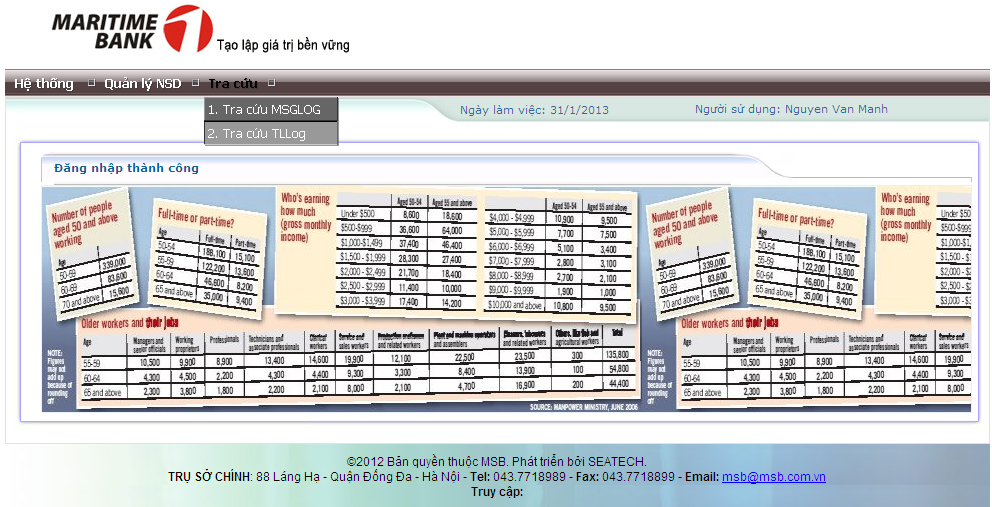 MARITIME
BANK
Tạo lập giá trị bền vững
Hệ thống Quản lý NSD Tra cứu
1. Tra cứu MSGLOG
2. Tra cứu TLLog
Ngày làm việc: 31/1/2013
Người sử dụng: Nguyen Van Manh
Đăng nhập thành công
Number of people
aged 50 and above
working
Age
50-59 339,000
60-69 83,600
70 and above 15,600
Full-time or part-time?
Age Full-time Part-time
50-54 188,100 15,100
55-59 122,200 13,600
60-64 46,600 8,200
65 and above 35,000 9,400
Who's earning
how much
(gross monthly
income)
Aged 50-54 Aged 55 and above
Under $500 8,600 18,600
$500-$999 36,600 64,000
$1,000-$1,499 37,400 46,400
$1,500 - $1,999 28,300 27,400
$2,000 - $2,499 21,700 18,400
$2,500 - $2,999 11,400 10,000
$3,000 - $3,999 17,400 14,200
Aged 50-54 Aged 55 and above
$4,000 - $4,999 10,900 9,500
$5,000 - $5,999 7,700 7,500
$6,000 - $6,999 5,100 3,400
$7,000 - $7,999 2,800 3,100
$8,000 - $8,999 2,700 2,100
$9,000 - $9,999 1,900 1,000
$10,000 and above 10,800 9,500
Older workers and their jobs
Age Managers and senior officials Working proprietors Professionals Technicians and associate professionals Clerical workers Service and sales workers Production craftsmen and related workers Plant and machine operators and assemblers Cleaners, labourers and related workers Others, like fish and agricultural workers Total
55-59 10,500 9,900 8,900 13,400 14,600 19,900 12,100 22,500 23,500 300 135,800
60-64 4,300 4,500 2,200 4,300 4,400 9,300 3,300 8,400 13,900 100 54,800
65 and above 2,300 3,800 1,800 2,200 2,100 8,000 2,100 4,700 16,900 200 44,400
NOTE:
Figures
may not
add up
because of
rounding
off
SOURCE: MANPOWER MINISTRY, JUNE 2006
Number of people
aged 50 and above
working
Age
50-59 339,000
60-69 83,600
70 and above 15,600
Full-time or part-time?
Age Full-time Part-time
50-54 188,100 15,100
55-59 122,200 13,600
60-64 46,600 8,200
65 and above 35,000 9,400
Who's earning
how much
(gross monthly
income)
Under $50
$500-$999
$1,000-$1,
$1,500 - $1
$2,000 - $2
$2,500 - $2
$3,000 - $3
Older workers and their jobs
Age Managers and senior officials Working proprietors Professionals Technicians and associate professionals Clerical workers Service and sales workers
55-59 10,500 9,900 8,900 13,400 14,600 19,900
60-64 4,300 4,500 2,200 4,300 4,400 9,300
65 and above 2,300 3,800 1,800 2,200 2,100 8,000
NOTE:
Figures
may not
add up
because of
rounding
off
©2012 Bản quyền thuộc MSB. Phát triển bởi SEATECH.
TRỤ SỞ CHÍNH: 88 Láng Hạ - Quận Đống Đa - Hà Nội - Tel: 043.7718989 - Fax: 043.7718899 - Email: msb@msb.com.vn
Truy cập: